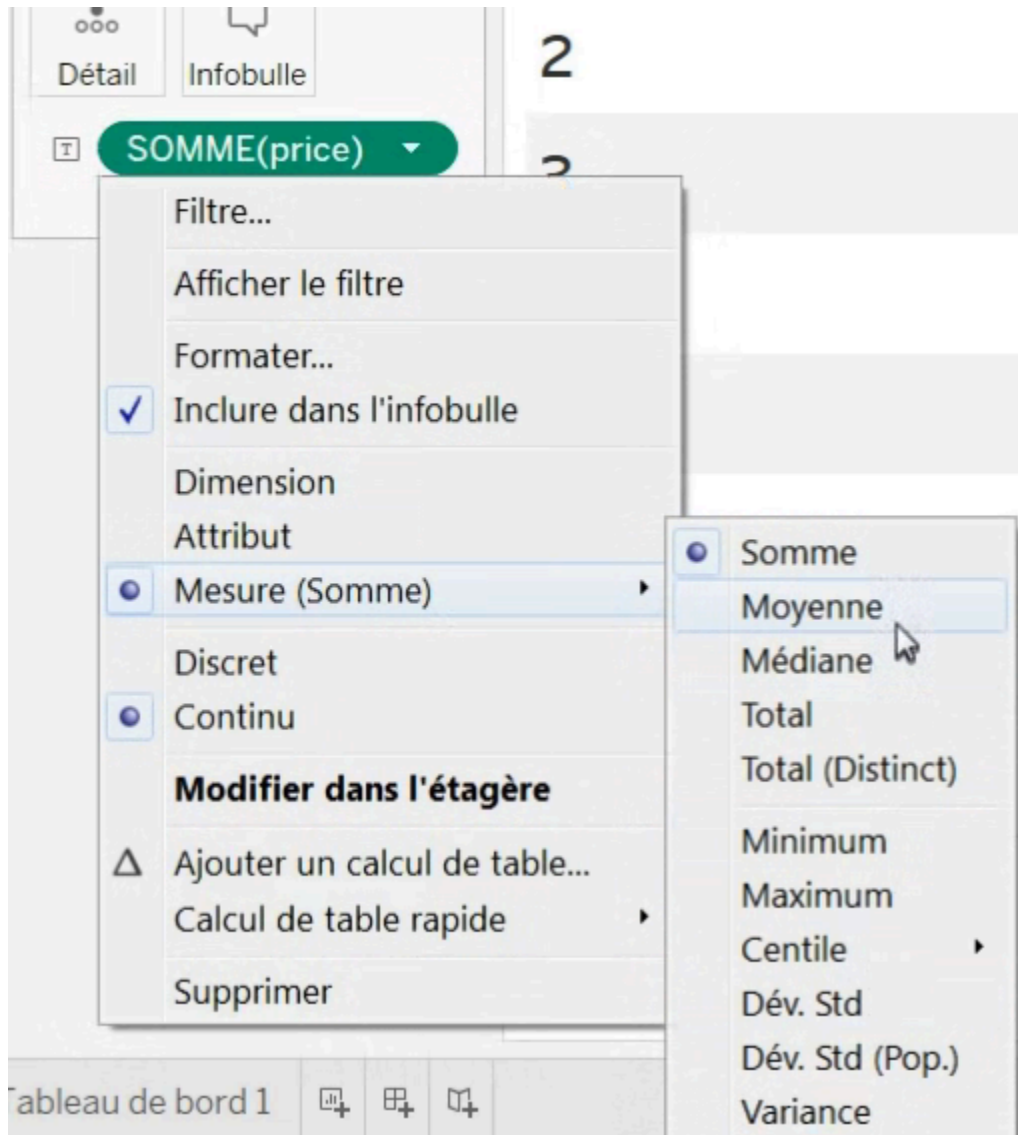 Détail
Infobulle
2
T
SOMME(price)
3
Filtre...
Afficher le filtre
Formater...
Inclure dans l'infobulle
Dimension
Attribut
Mesure (Somme)
Discret
Continu
Modifier dans l'étagère
Ajouter un calcul de table...
Calcul de table rapide
Supprimer
Somme
Moyenne
Médiane
Total
Total (Distinct)
Minimum
Maximum
Centile
Dév. Std
Dév. Std (Pop.)
Variance
Tableau de bord 1